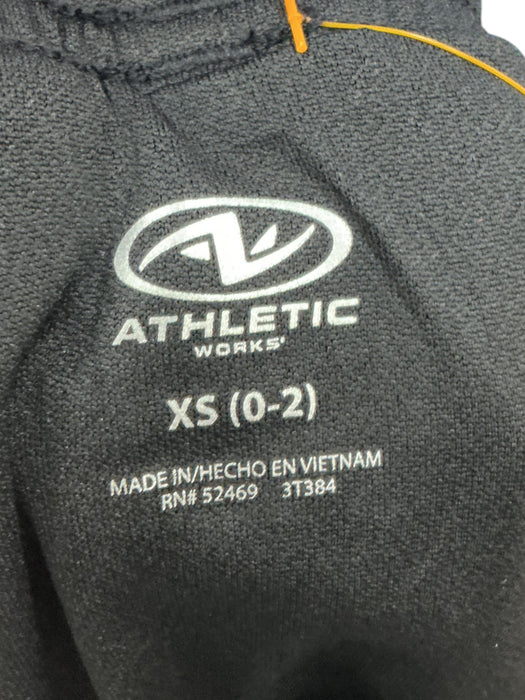 ATHLETIC
WORKS
XS (0-2)
MADE IN/HECHO EN VIETNAM
RN# 52469 3T384